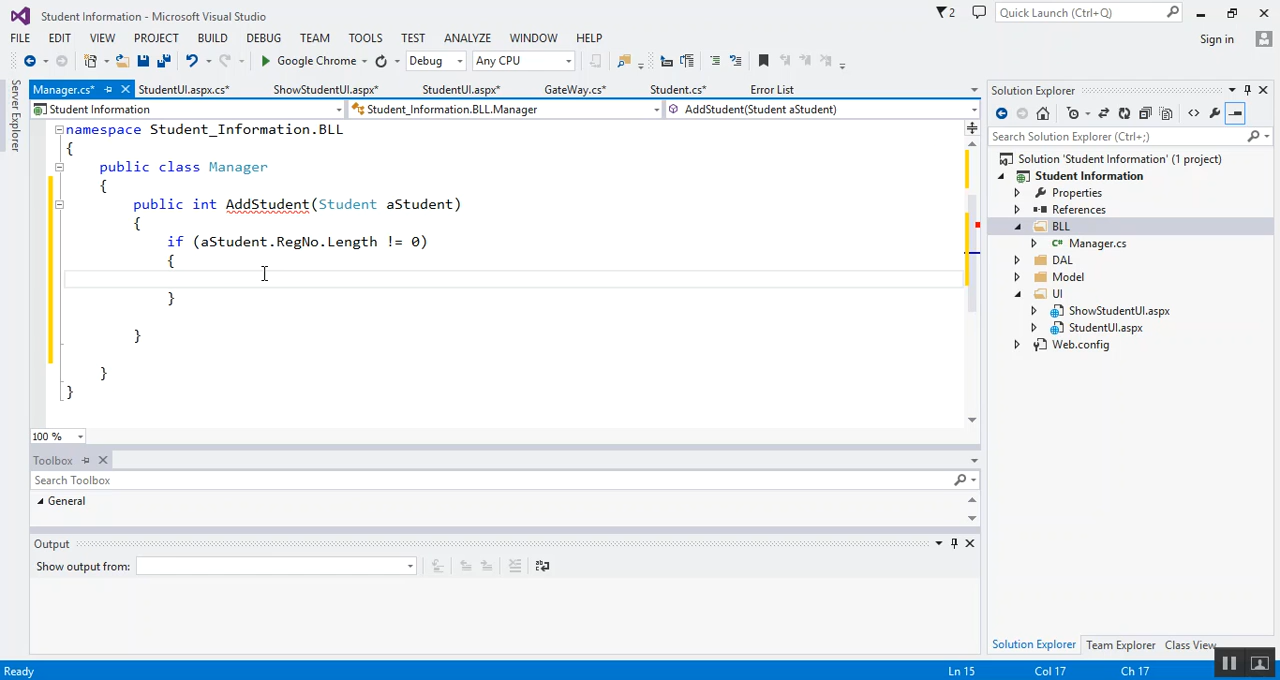 Student Information - Microsoft Visual Studio
2
Quick Launch (Ctrl+Q)
FILE EDIT VIEW PROJECT BUILD DEBUG TEAM TOOLS TEST ANALYZE WINDOW HELP
Sign in
Google Chrome Debug Any CPU
Server Explorer
Manager.cs* StudentUI.aspx.cs* ShowStudentUI.aspx* StudentUI.aspx* GateWay.cs* Student.cs* Error List
Student Information Student_Information.BLL.Manager AddStudent(Student aStudent)
namespace Student_Information.BLL
{
public class Manager
{
public int AddStudent(Student aStudent)
{
if (aStudent.RegNo.Length != 0)
{
}
}
}
}
100 %
Toolbox
Search Toolbox
General
Output
Show output from:
Solution Explorer
Search Solution Explorer (Ctrl+;)
Solution 'Student Information' (1 project)
Student Information
Properties
References
BLL
C# Manager.cs
DAL
Model
UI
ShowStudentUI.aspx
StudentUI.aspx
Web.config
Solution Explorer Team Explorer Class View
Ready Ln 15 Col 17 Ch 17